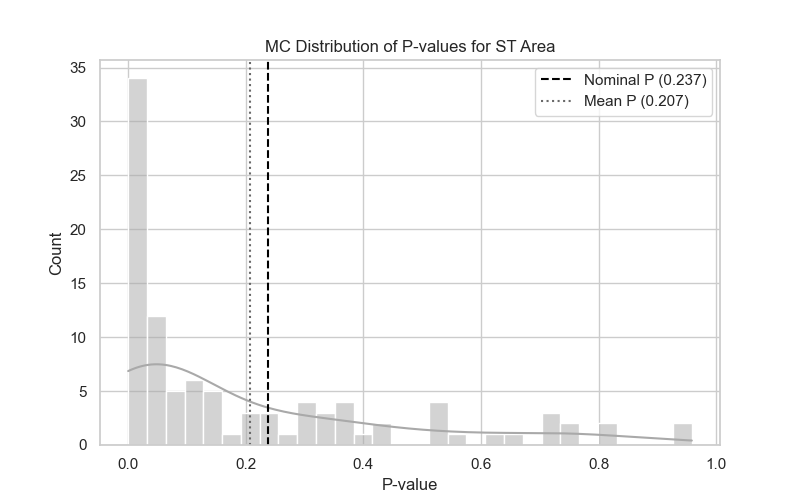 MC Distribution of P-values for ST Area
35
30
25
20
15
10
5
0
Count
Nominal P (0.237)
Mean P (0.207)
0.0 0.2 0.4 0.6 0.8 1.0
P-value